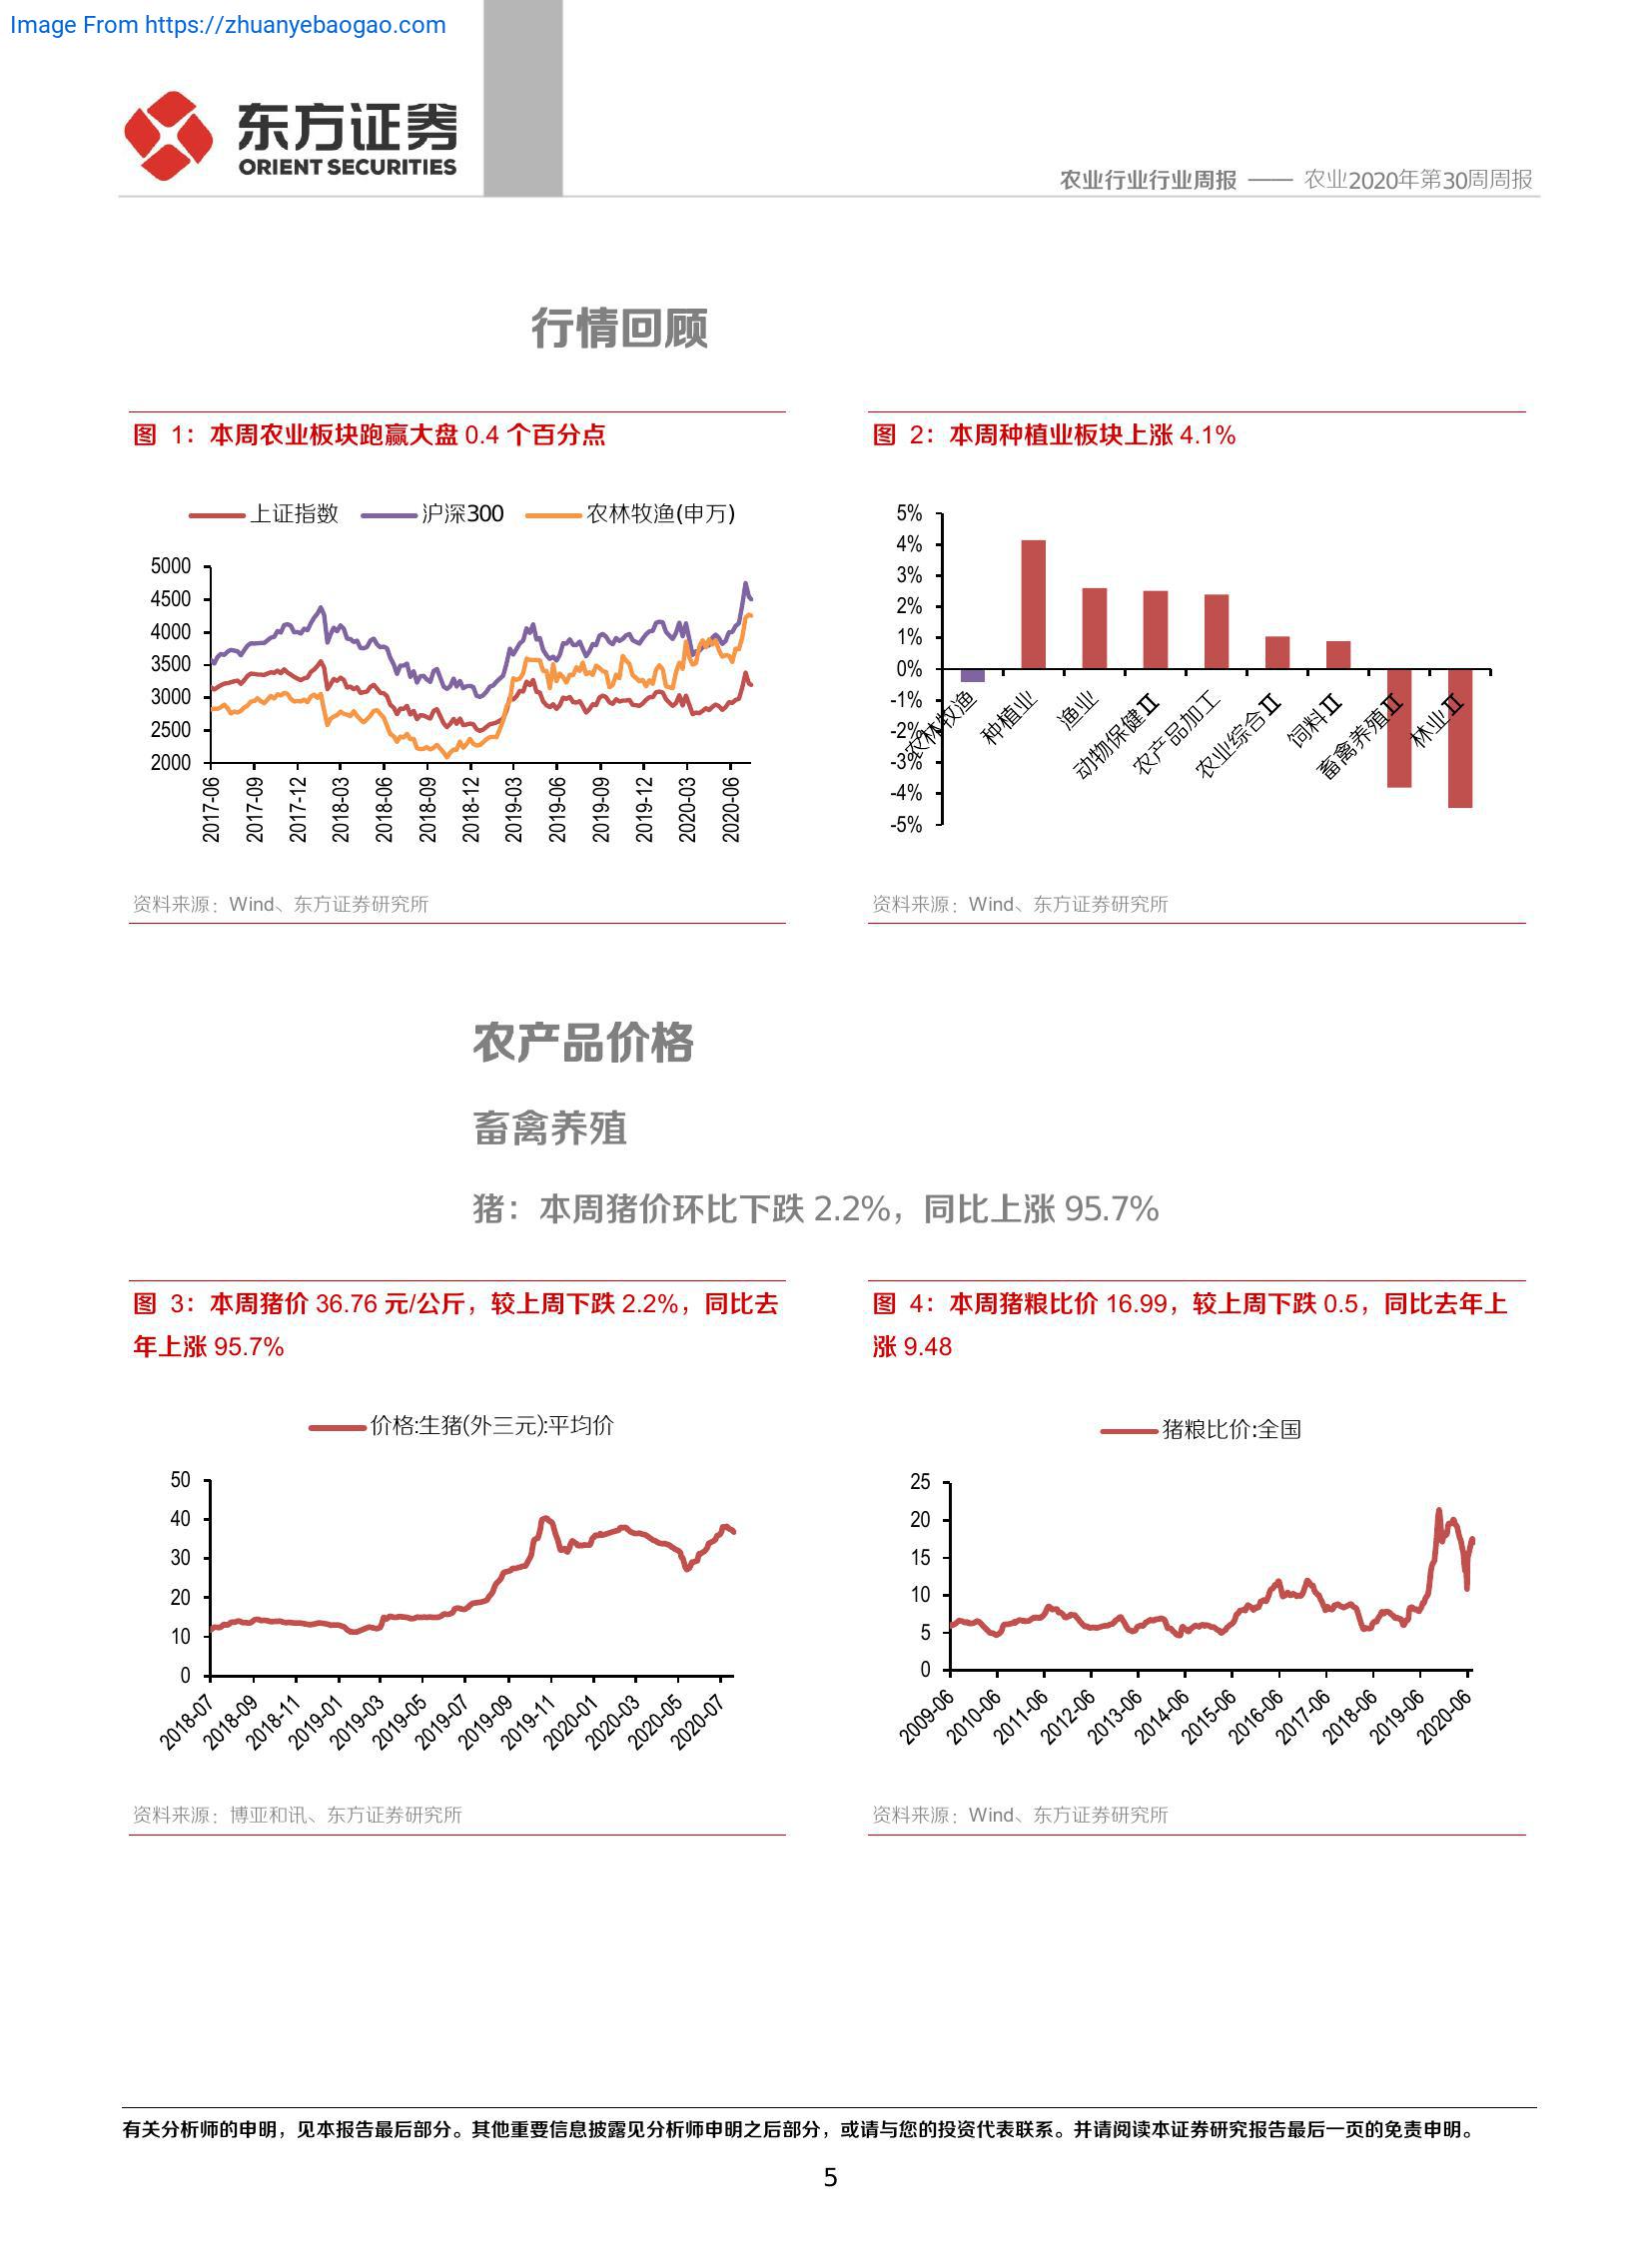 Image From https://zhuanyebaogao.com
东方证券
ORIENT SECURITIES
农业行业行业周报 —— 农业2020年第30周周报
行情回顾
图 1：本周农业板块跑赢大盘 0.4 个百分点
上证指数 沪深300 农林牧渔(申万)
5000
4500
4000
3500
3000
2500
2000
2017-06 2017-09 2017-12 2018-03 2018-06 2018-09 2018-12 2019-03 2019-06 2019-09 2019-12 2020-03 2020-06
资料来源：Wind、东方证券研究所
图 2：本周种植业板块上涨 4.1%
5%
4%
3%
2%
1%
0%
-1%
-2%
-3%
-4%
-5%
农林牧渔 种植业 渔业 动物保健Ⅱ 农产品加工 农业综合Ⅱ 饲料Ⅱ 畜禽养殖Ⅱ 林业Ⅱ
资料来源：Wind、东方证券研究所
农产品价格
畜禽养殖
猪：本周猪价环比下跌 2.2%，同比上涨 95.7%
图 3：本周猪价 36.76 元/公斤，较上周下跌 2.2%，同比去
年上涨 95.7%
价格:生猪(外三元):平均价
50
40
30
20
10
0
2018-07 2018-09 2018-11 2019-01 2019-03 2019-05 2019-07 2019-09 2019-11 2020-01 2020-03 2020-05 2020-07
资料来源：博亚和讯、东方证券研究所
图 4：本周猪粮比价 16.99，较上周下跌 0.5，同比去年上
涨 9.48
猪粮比价:全国
25
20
15
10
5
0
2009-06 2010-06 2011-06 2012-06 2013-06 2014-06 2015-06 2016-06 2017-06 2018-06 2019-06 2020-06
资料来源：Wind、东方证券研究所
有关分析师的申明，见本报告最后部分。其他重要信息披露见分析师申明之后部分，或请与您的投资代表联系。并请阅读本证券研究报告最后一页的免责申明。
5